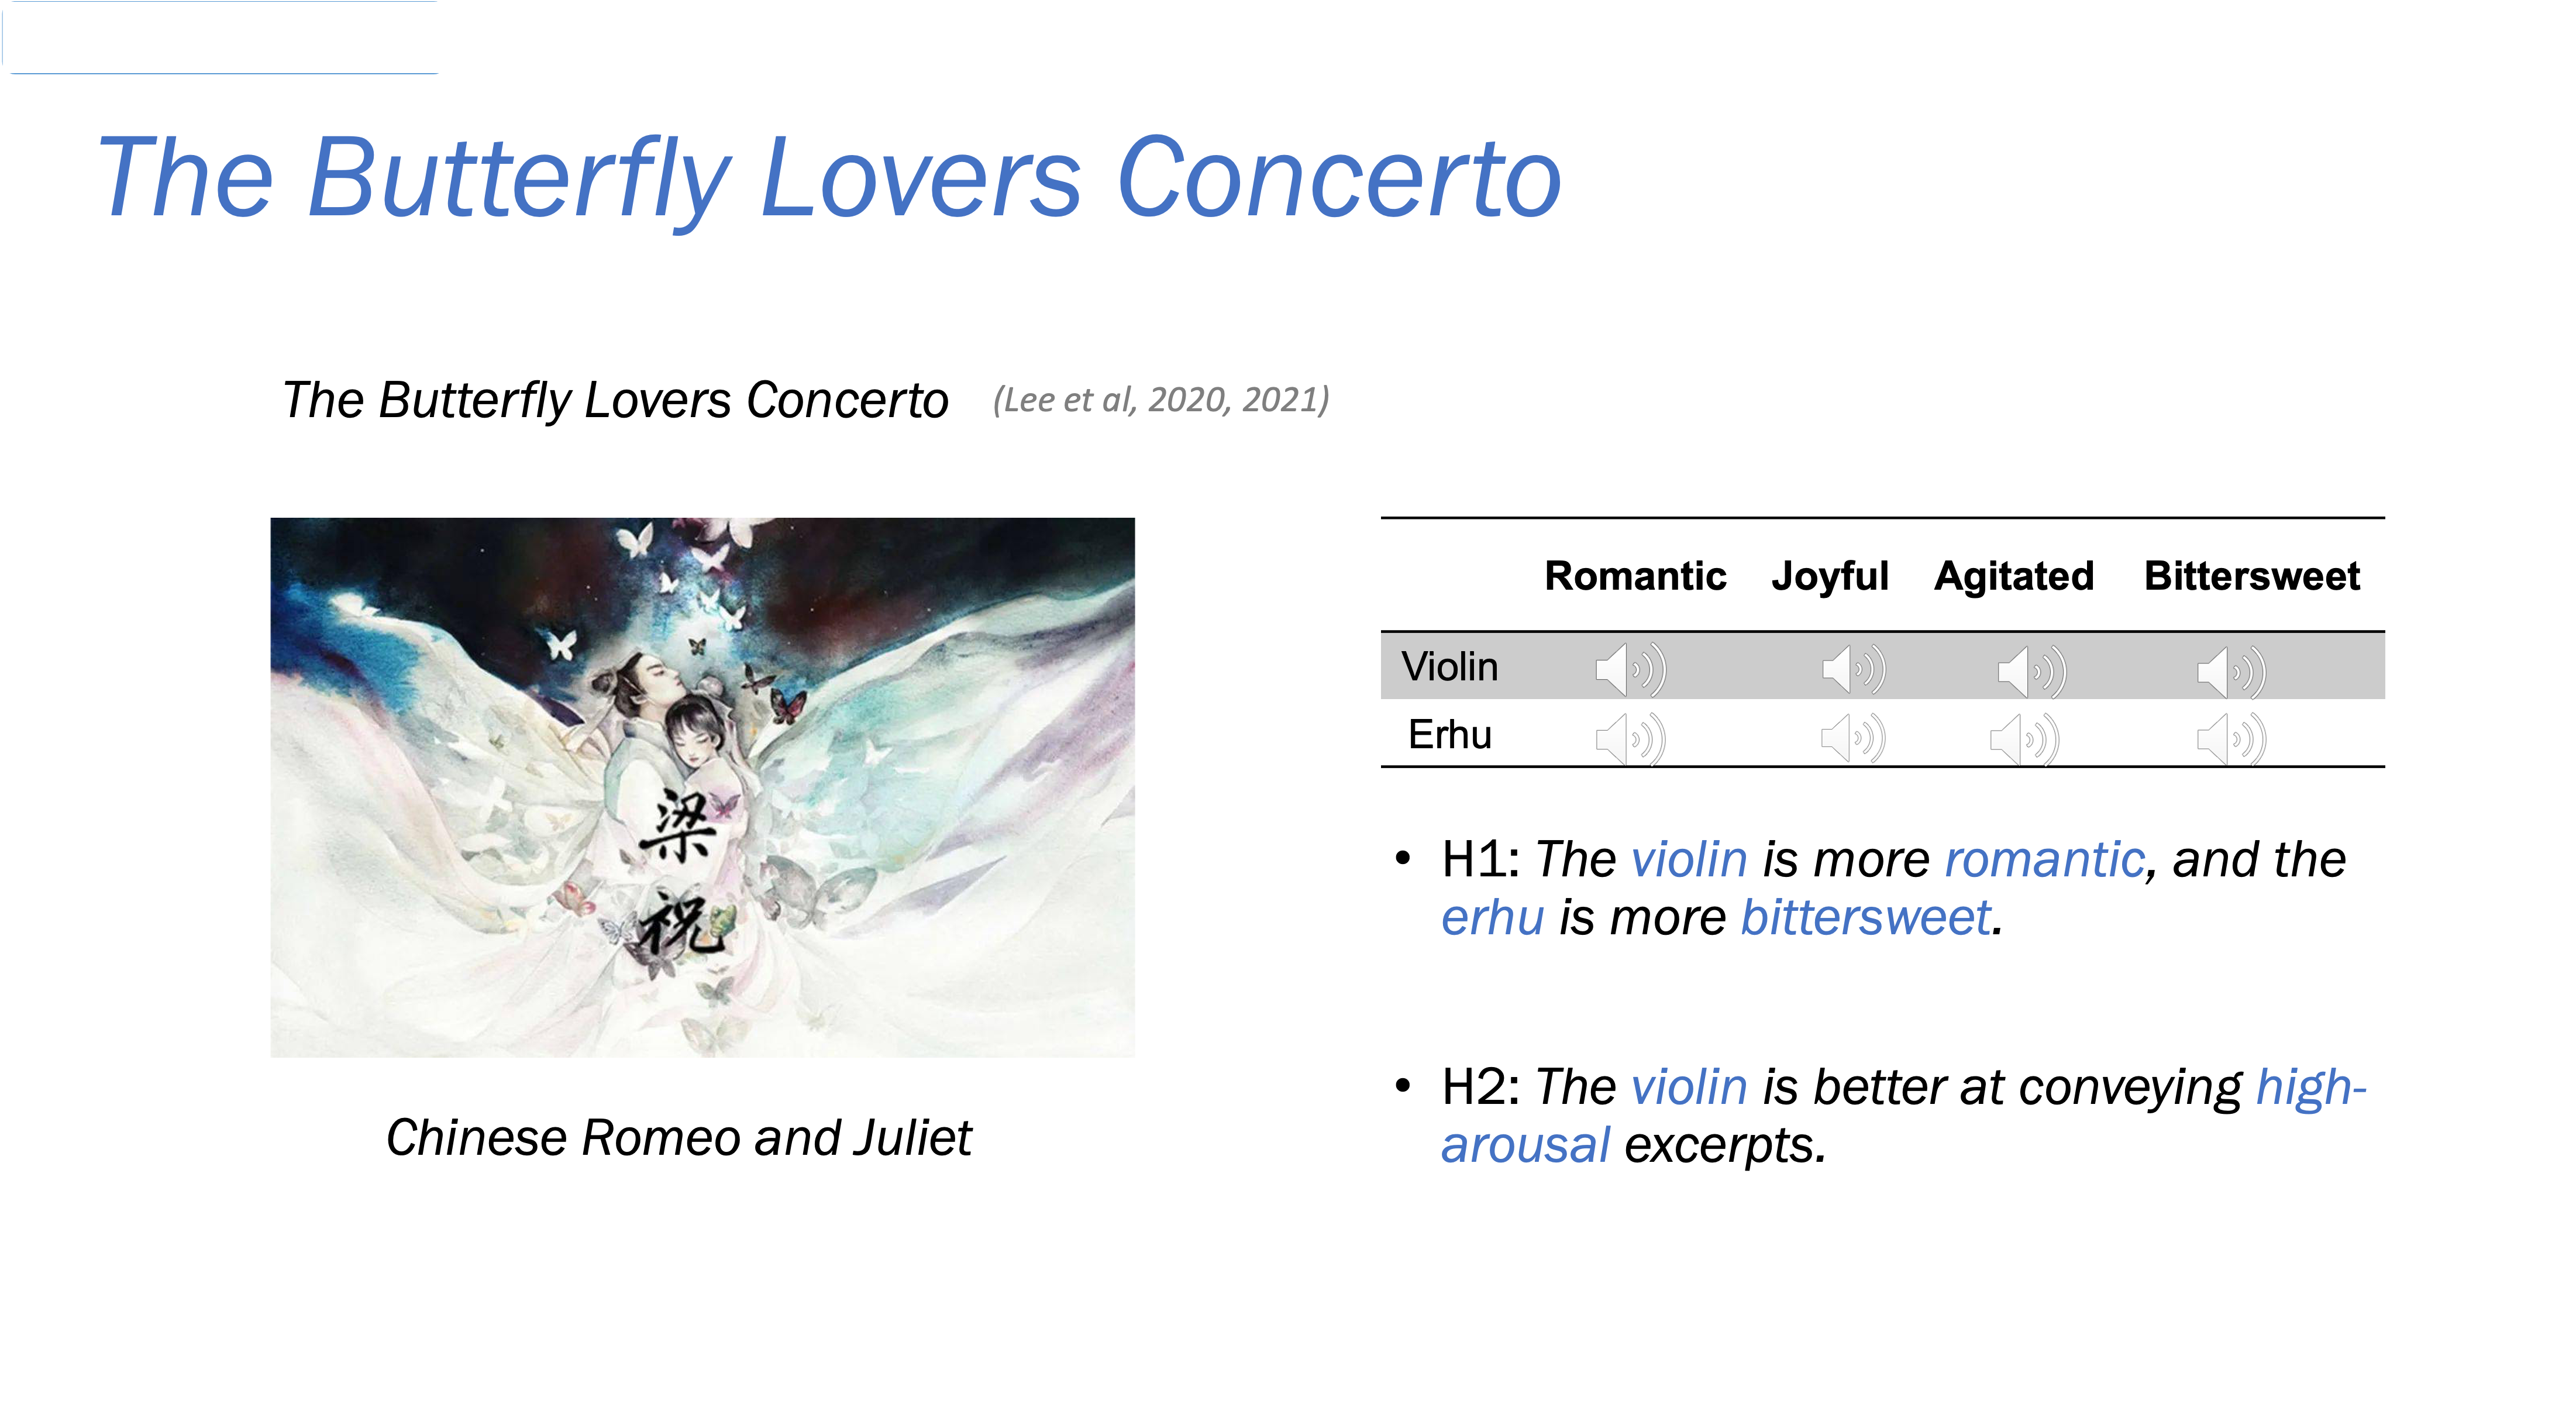 The Butterfly Lovers Concerto
The Butterfly Lovers Concerto (Lee et al, 2020, 2021)
梁
祝
Chinese Romeo and Juliet
Romantic Joyful Agitated Bittersweet
Violin
Erhu
• H1: The violin is more romantic, and the
erhu is more bittersweet.
• H2: The violin is better at conveying high-
arousal excerpts.